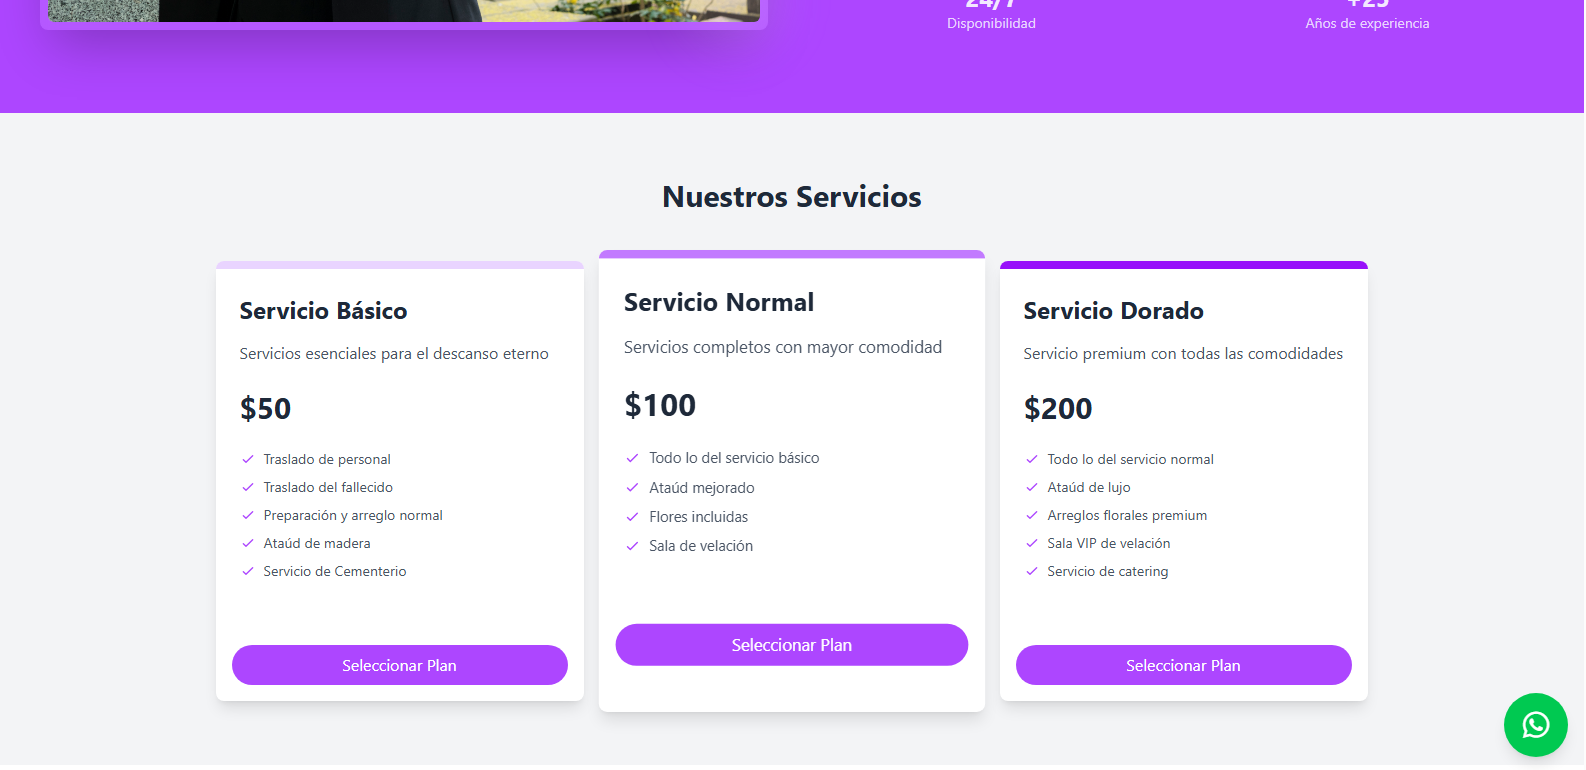 24/7
Disponibilidad
+25
Años de experiencia
Nuestros Servicios
Servicio Básico
Servicios esenciales para el descanso eterno
$50
Traslado de personal
Traslado del fallecido
Preparación y arreglo normal
Ataúd de madera
Servicio de Cementerio
Seleccionar Plan
Servicio Normal
Servicios completos con mayor comodidad
$100
Todo lo del servicio básico
Ataúd mejorado
Flores incluidas
Sala de velación
Seleccionar Plan
Servicio Dorado
Servicio premium con todas las comodidades
$200
Todo lo del servicio normal
Ataúd de lujo
Arreglos florales premium
Sala VIP de velación
Servicio de catering
Seleccionar Plan